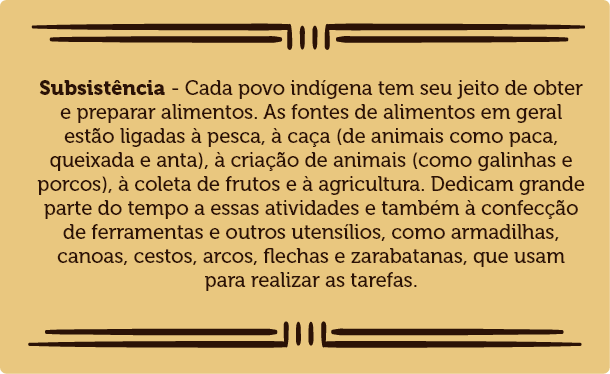 Subsistência - Cada povo indígena tem seu jeito de obter
e preparar alimentos. As fontes de alimentos em geral
estão ligadas à pesca, à caça (de animais como paca,
queixada e anta), à criação de animais (como galinhas e
porcos), à coleta de frutos e à agricultura. Dedicam grande
parte do tempo a essas atividades e também à confecção
de ferramentas e outros utensílios, como armadilhas,
canoas, cestos, arcos, flechas e zarabatanas, que usam
para realizar as tarefas.